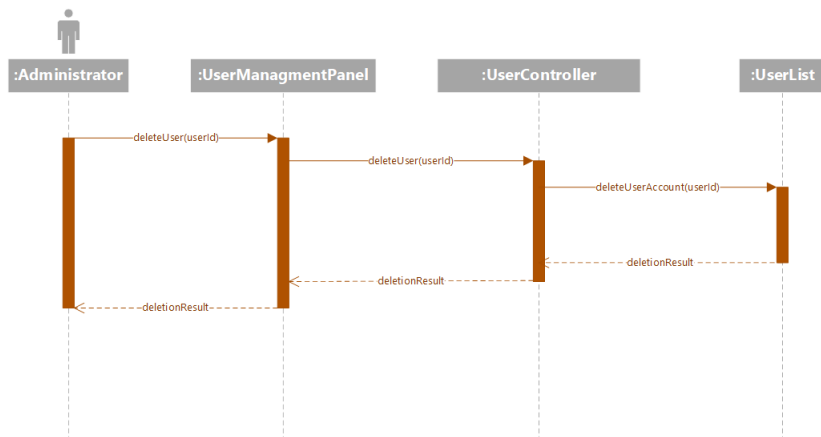 :Administrator
:UserManagmentPanel
:UserController
:UserList
deleteUser(userId)
deleteUser(userId)
deleteUserAccount(userId)
deletionResult
deletionResult
deletionResult